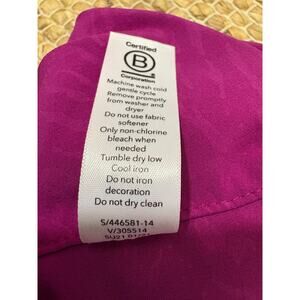 Certified
B
Corporation
Machine wash cold
gentle cycle
Remove promptly
from washer and
dryer
Do not use fabric
softener
Only non-chlorine
bleach when
needed
Tumble dry low
Cool iron
Do not iron
decoration
Do not dry clean
S/446581-14
V/305514